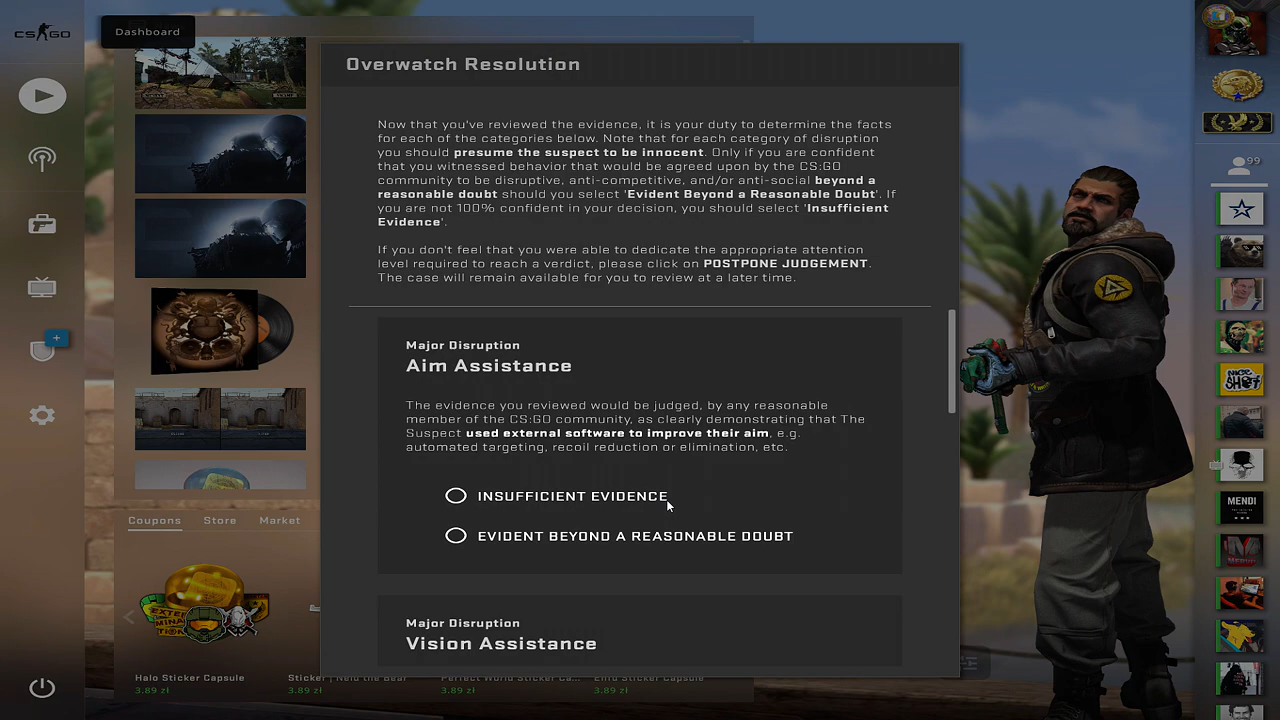 CS GO
Dashboard
Overwatch Resolution
99
Now that you've reviewed the evidence, it is your duty to determine the facts
for each of the categories below. Note that for each category of disruption
you should presume the suspect to be innocent. Only if you are confident
that you witnessed behavior that would be agreed upon by the CS:GO
community to be disruptive, anti-competitive, and/or anti-social beyond a
reasonable doubt should you select 'Evident Beyond a Reasonable Doubt'. If
you are not 100% confident in your decision, you should select 'Insufficient
Evidence'.
If you don't feel that you were able to dedicate the appropriate attention
level required to reach a verdict, please click on POSTPONE JUDGEMENT.
The case will remain available for you to review at a later time.
+
Major Disruption
Aim Assistance
The evidence you reviewed would be judged, by any reasonable
member of the CS:GO community, as clearly demonstrating that The
Suspect used external software to improve their aim, e.g.
automated targeting, recoil reduction or elimination, etc.
INSUFFICIENT EVIDENCE
EVIDENT BEYOND A REASONABLE DOUBT
MENDI
Coupons Store Market
Major Disruption
Vision Assistance
Halo Sticker Capsule
3.89 zł
3.89 zł
Perfect World Sticker Ca...
3.89 zł
3.89 zł